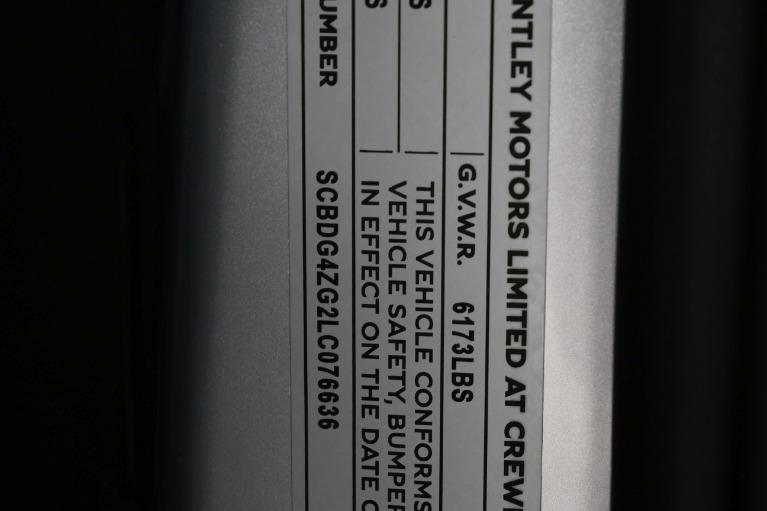 NTLEY MOTORS LIMITED AT CREW
G.V.W.R. 6173LBS
S THIS VEHICLE CONFORMS
VEHICLE SAFETY, BUMPER
S IN EFFECT ON THE DATE O
UMBER SCBDG4ZG2LC076636